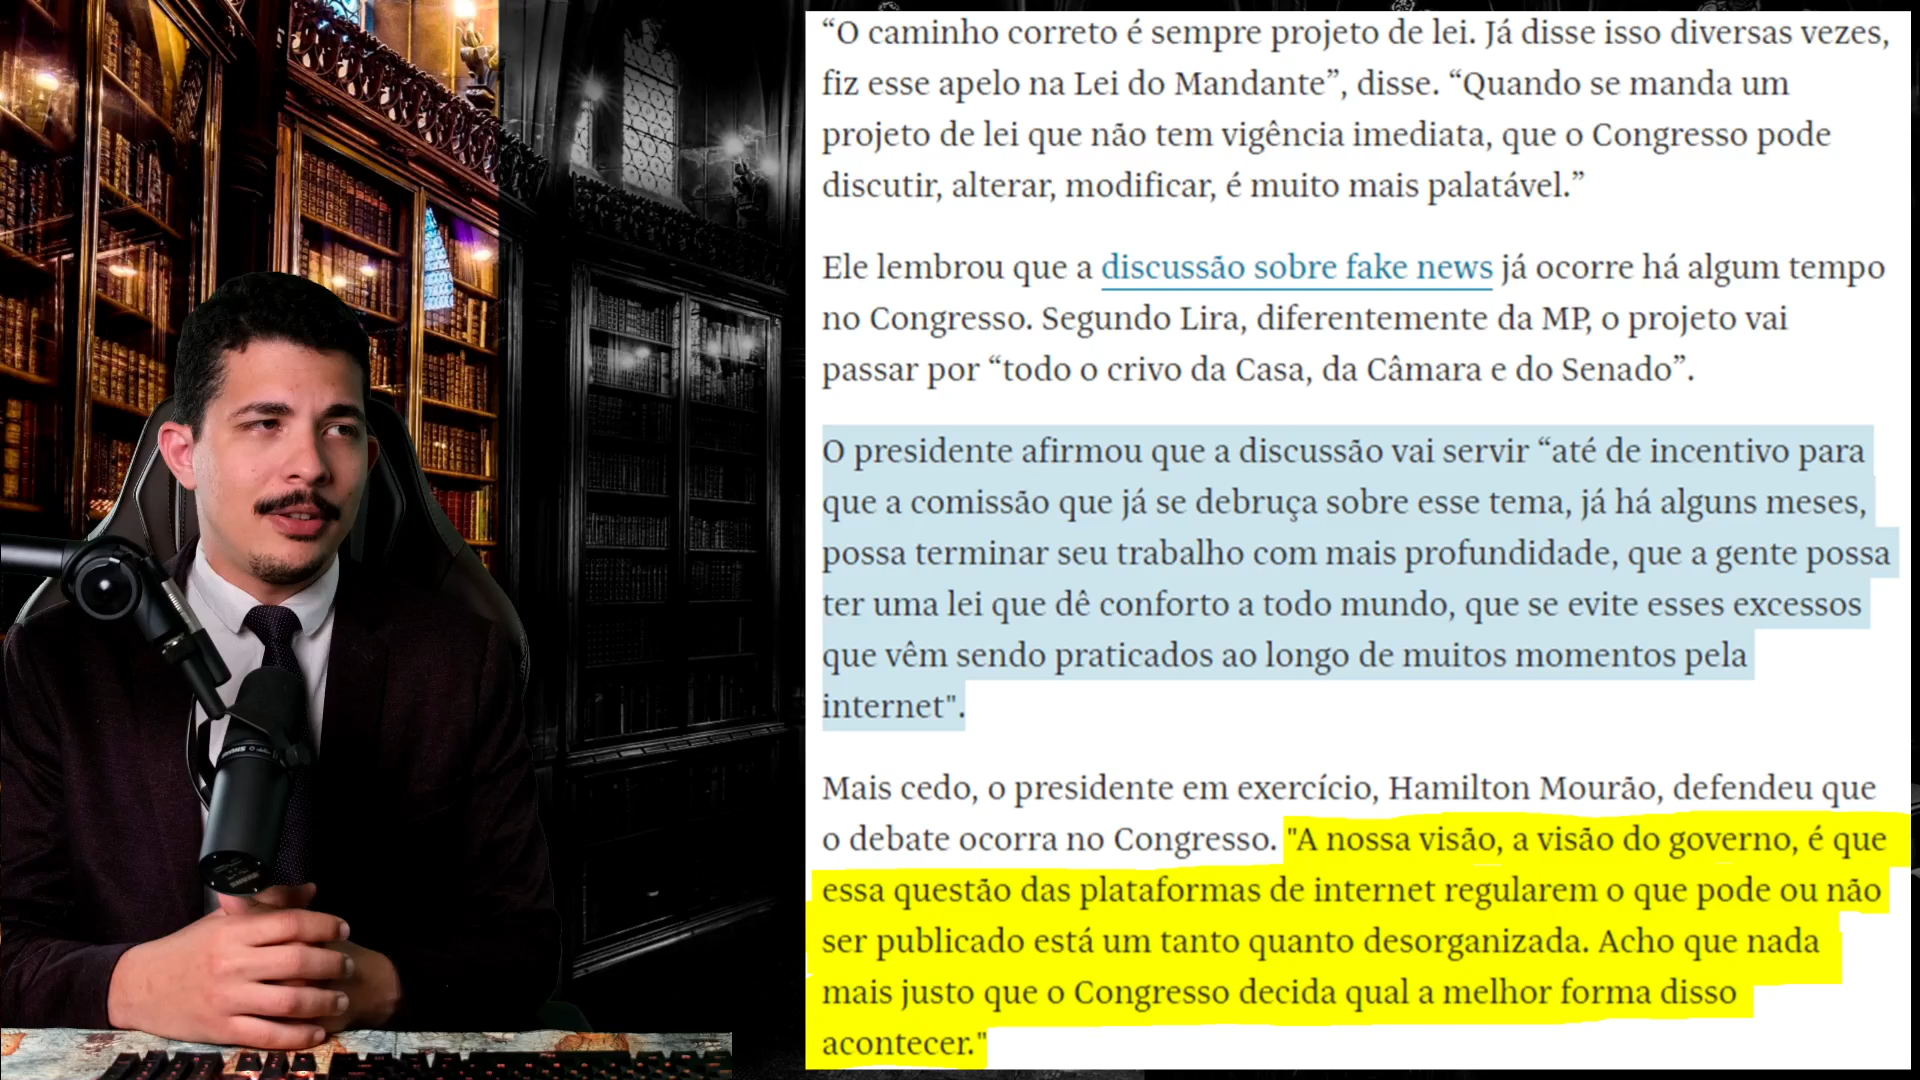 “O caminho correto é sempre projeto de lei. Já disse isso diversas vezes,
fiz esse apelo na Lei do Mandante”, disse. “Quando se manda um
projeto de lei que não tem vigência imediata, que o Congresso pode
discutir, alterar, modificar, é muito mais palatável.”
Ele lembrou que a discussão sobre fake news já ocorre há algum tempo
no Congresso. Segundo Lira, diferentemente da MP, o projeto vai
passar por “todo o crivo da Casa, da Câmara e do Senado”.
O presidente afirmou que a discussão vai servir “até de incentivo para
que a comissão que já se debruça sobre esse tema, já há alguns meses,
possa terminar seu trabalho com mais profundidade, que a gente possa
ter uma lei que dê conforto a todo mundo, que se evite esses excessos
que vêm sendo praticados ao longo de muitos momentos pela
internet".
Mais cedo, o presidente em exercício, Hamilton Mourão, defendeu que
o debate ocorra no Congresso. "A nossa visão, a visão do governo, é que
essa questão das plataformas de internet regularem o que pode ou não
ser publicado está um tanto quanto desorganizada. Acho que nada
mais justo que o Congresso decida qual a melhor forma disso
acontecer."